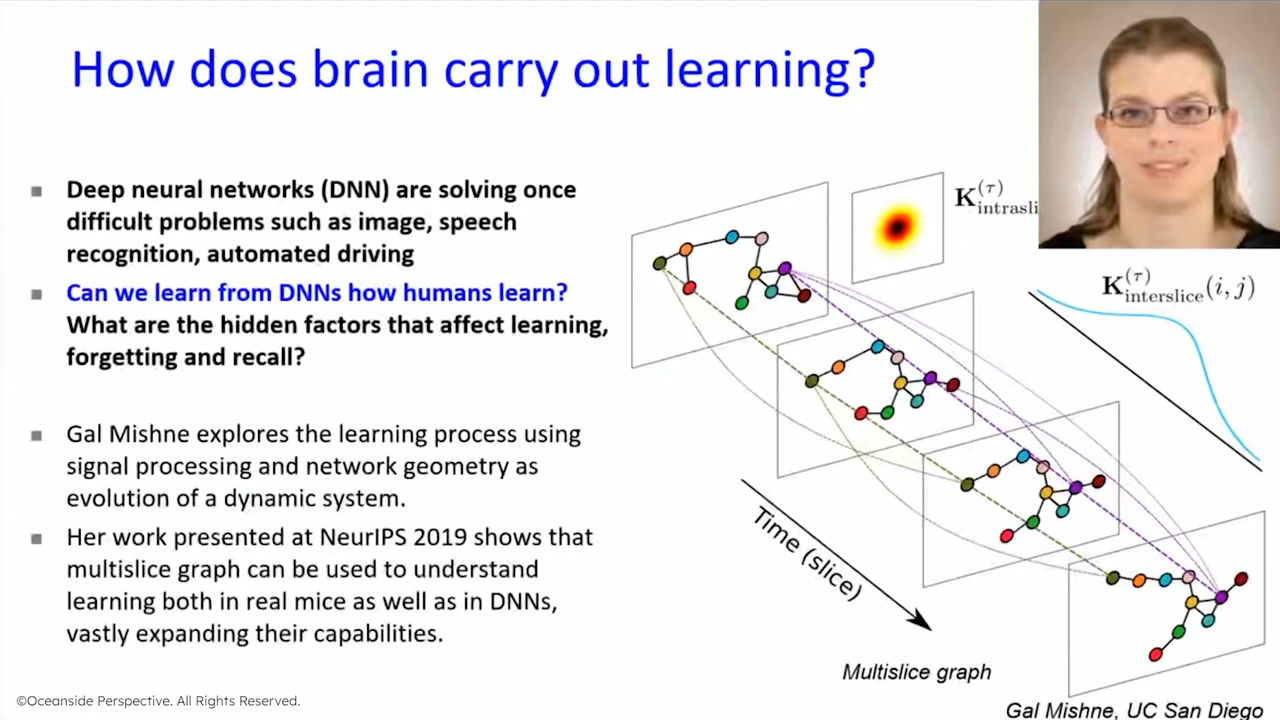 How does brain carry out learning?
Deep neural networks (DNN) are solving once
difficult problems such as image, speech
recognition, automated driving
Can we learn from DNNs how humans learn?
What are the hidden factors that affect learning,
forgetting and recall?
Gal Mishne explores the learning process using
signal processing and network geometry as
evolution of a dynamic system.
Her work presented at NeurIPS 2019 shows that
multislice graph can be used to understand
learning both in real mice as well as in DNNs,
vastly expanding their capabilities.
K(τ)intrasli
K(τ)interslice(i, j)
Time (slice)
Multislice graph
Gal Mishne, UC San Diego
©Oceanside Perspective. All Rights Reserved.